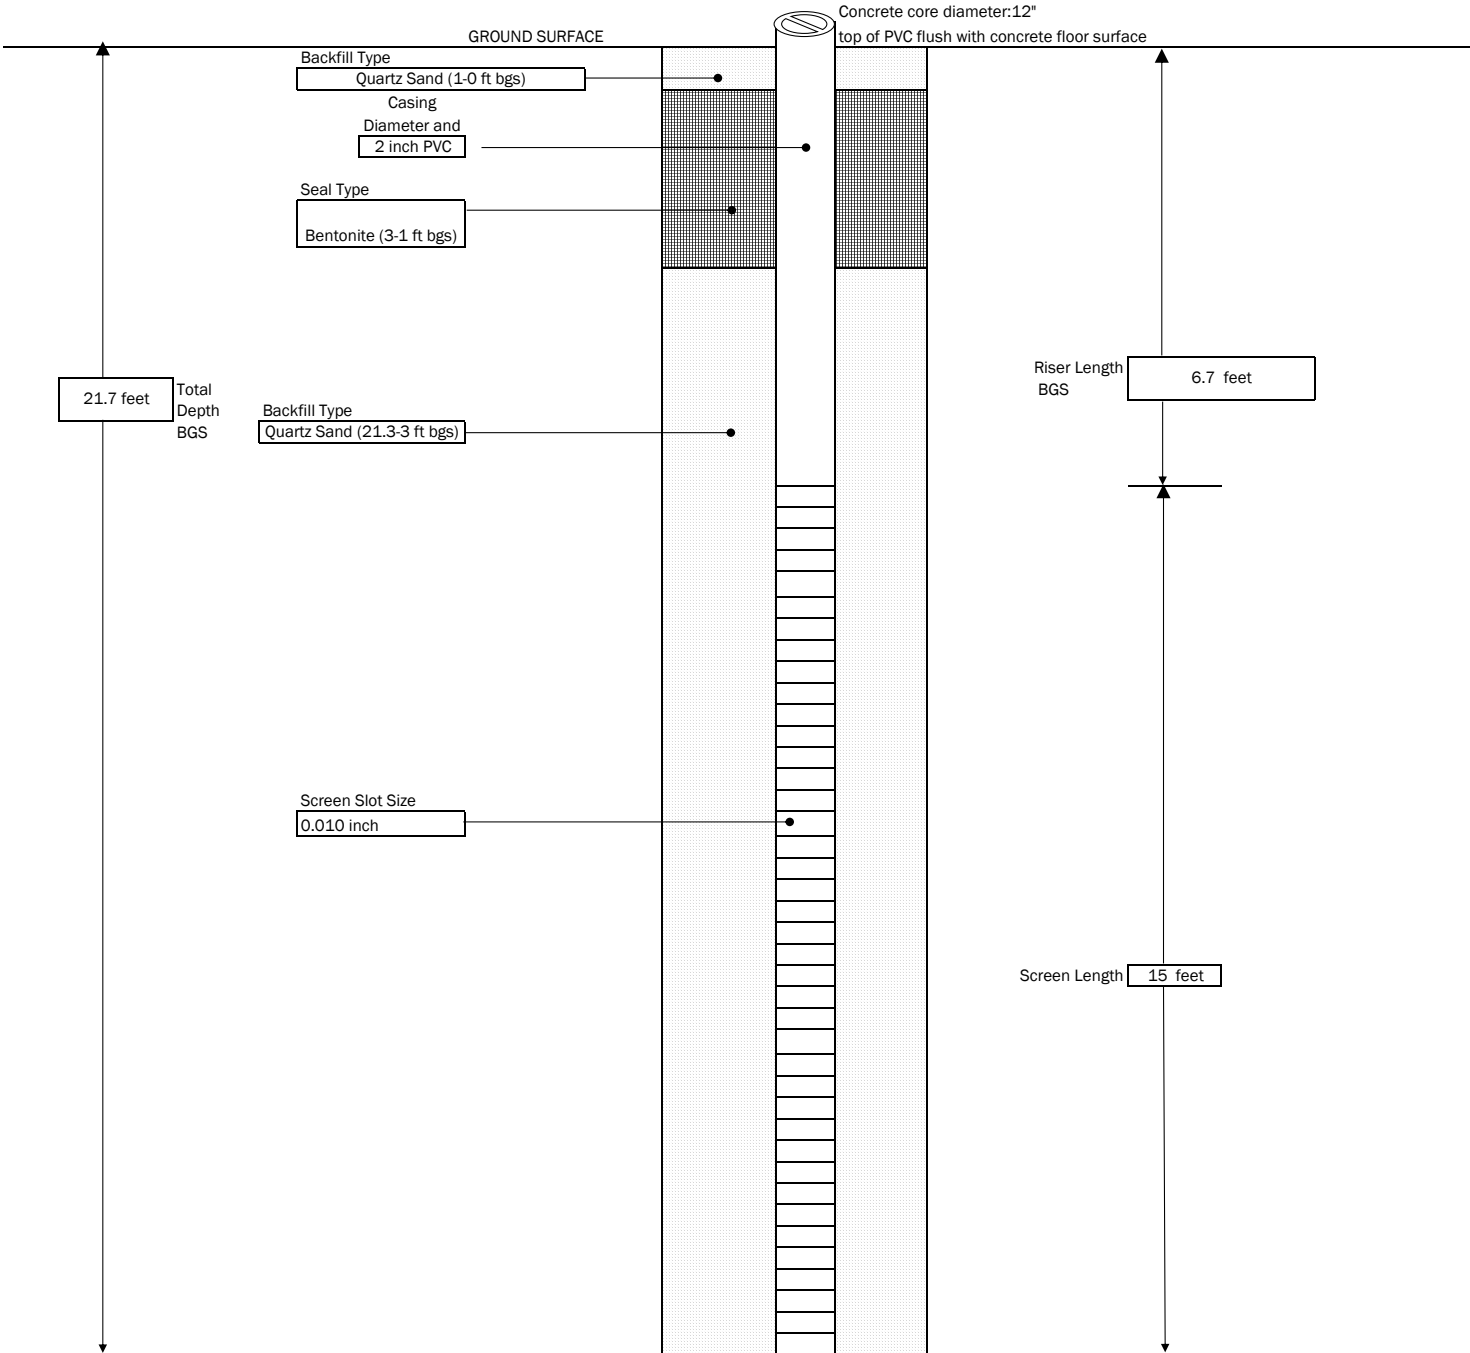 Concrete core diameter:12"
GROUND SURFACE
top of PVC flush with concrete floor surface
Backfill Type
Quartz Sand (1-0 ft bgs)
Casing
Diameter and
2 inch PVC
Seal Type
Bentonite (3-1 ft bgs)
Riser Length
BGS
6.7 feet
21.7 feet
Total
Depth
BGS
Backfill Type
Quartz Sand (21.3-3 ft bgs)
Screen Slot Size
0.010 inch
Screen Length
15 feet